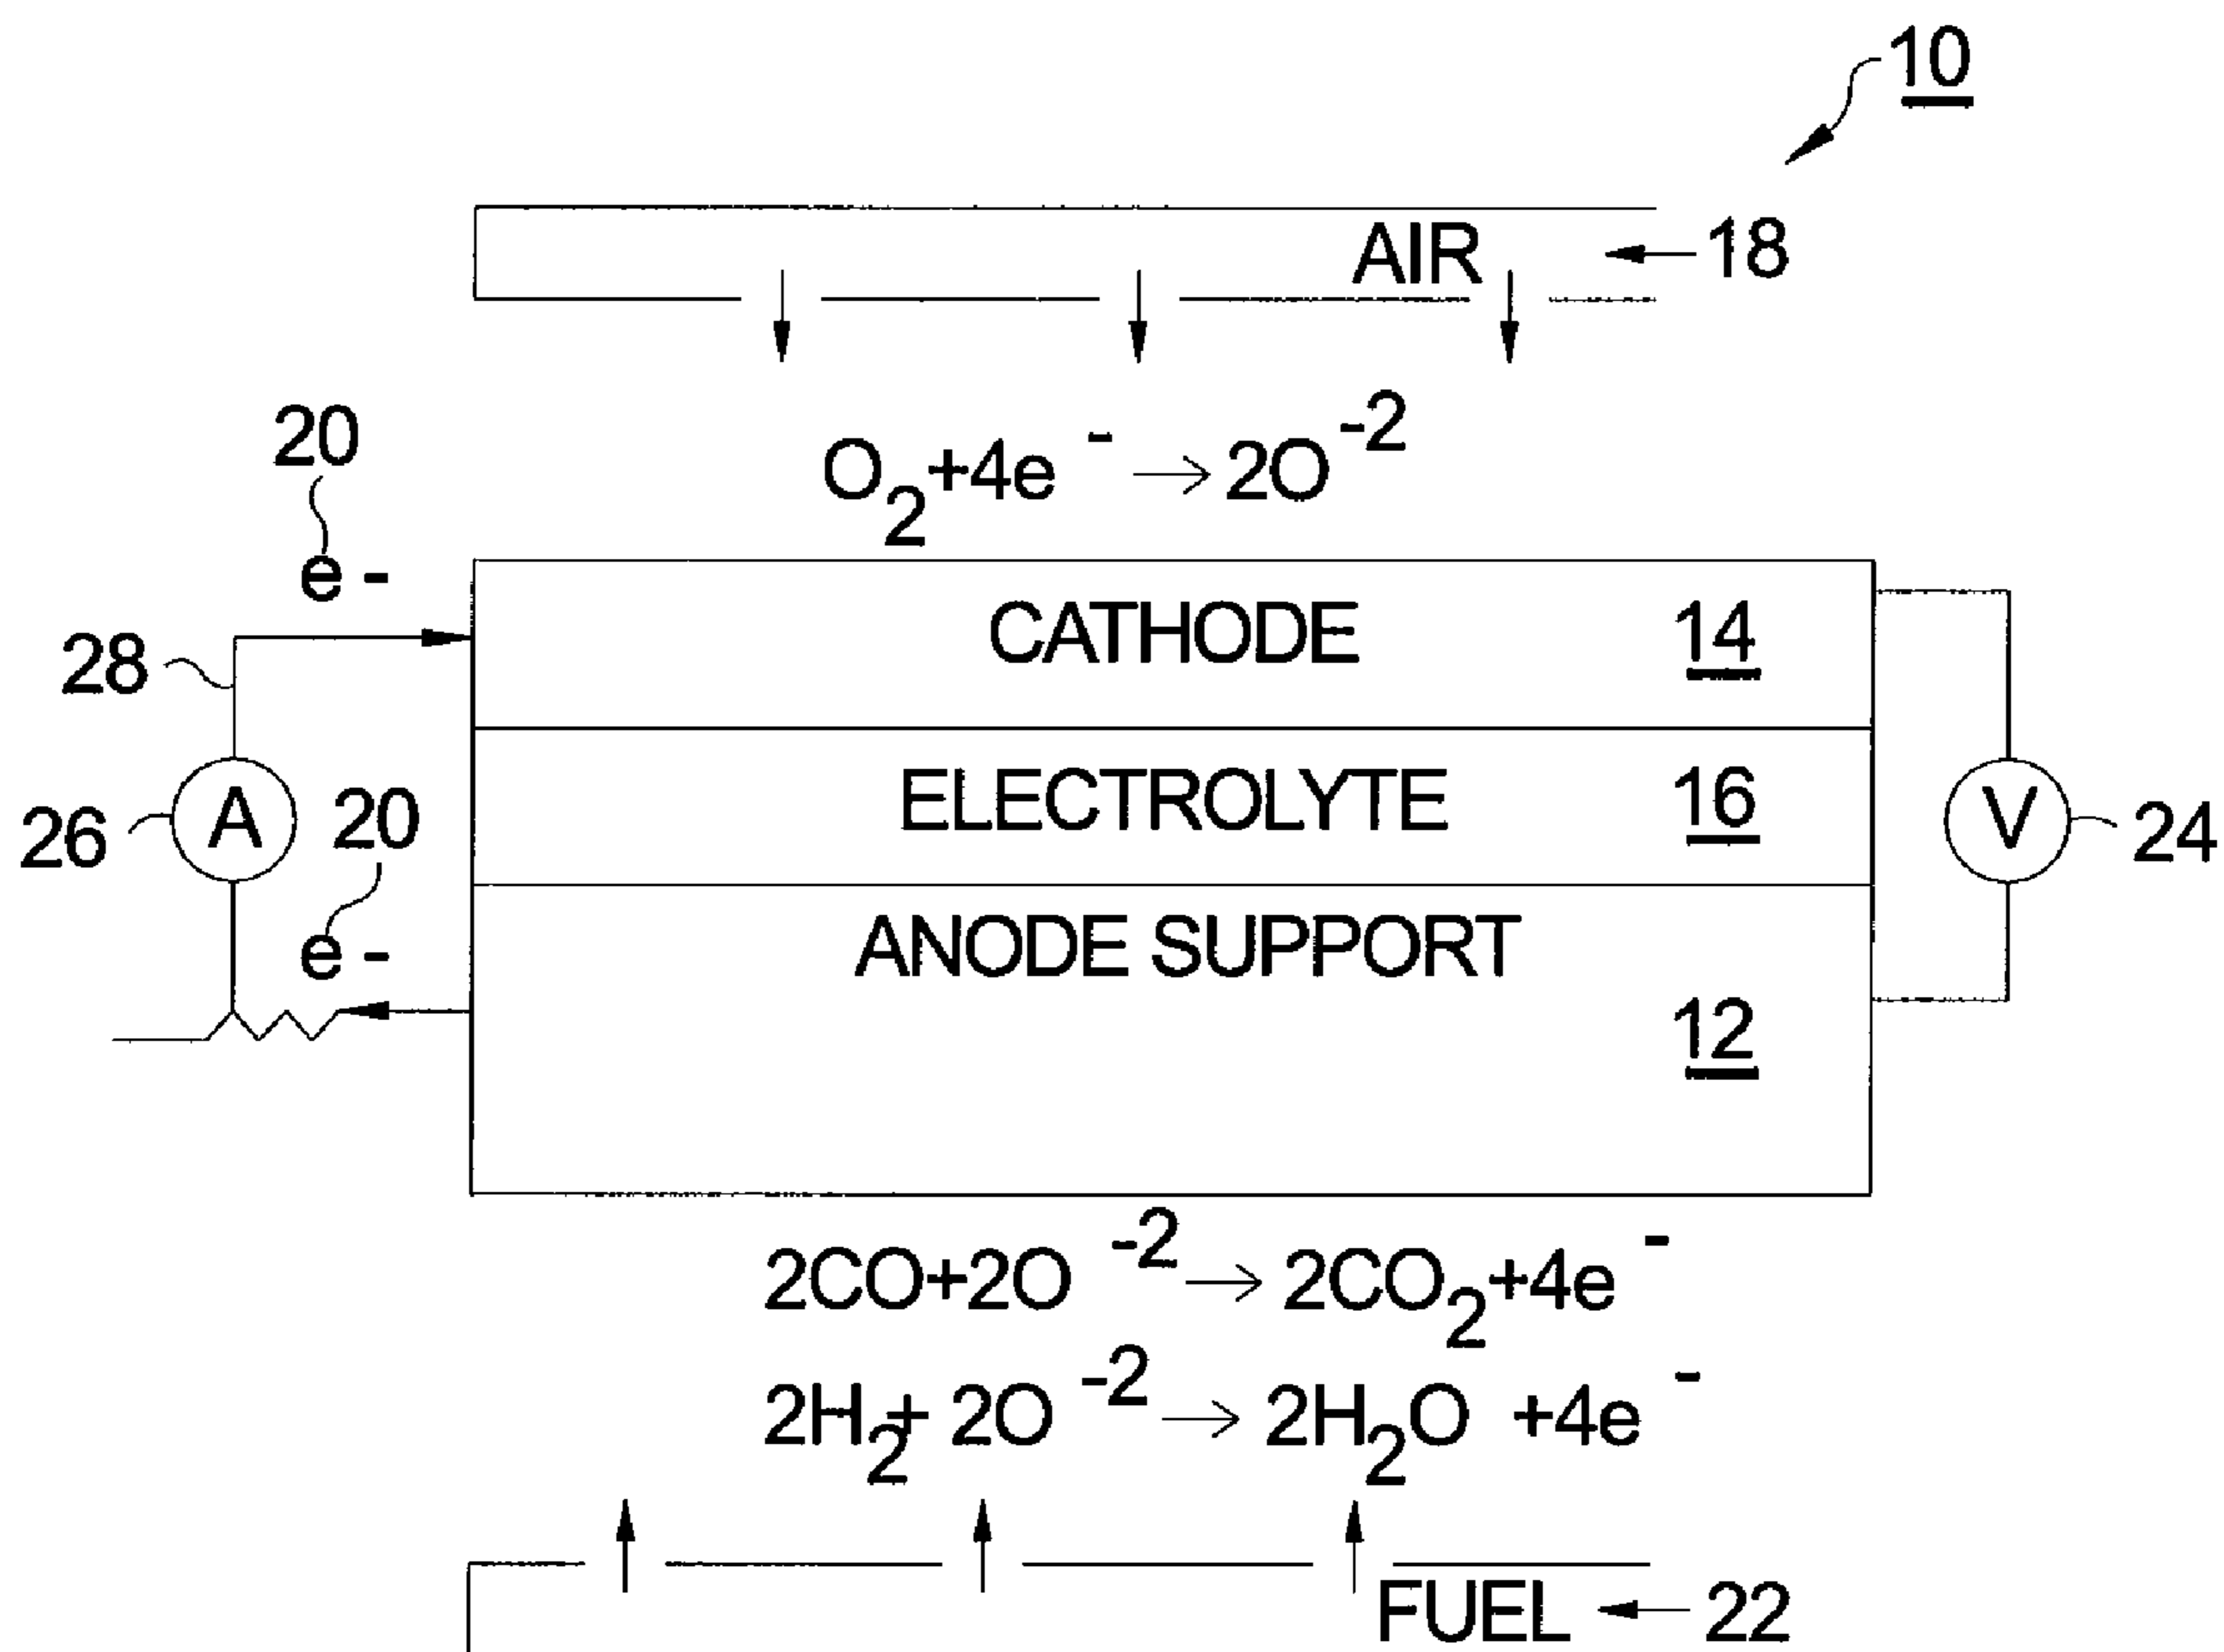 10
AIR 18
O₂+4e⁻ → 2O⁻²
20
e-
CATHODE 14
28
ELECTROLYTE 16
26 A 20 V 24
ANODE SUPPORT
e-
12
2CO+2O⁻² → 2CO₂+4e⁻
2H₂+ 2O⁻² → 2H₂O +4e⁻
FUEL 22